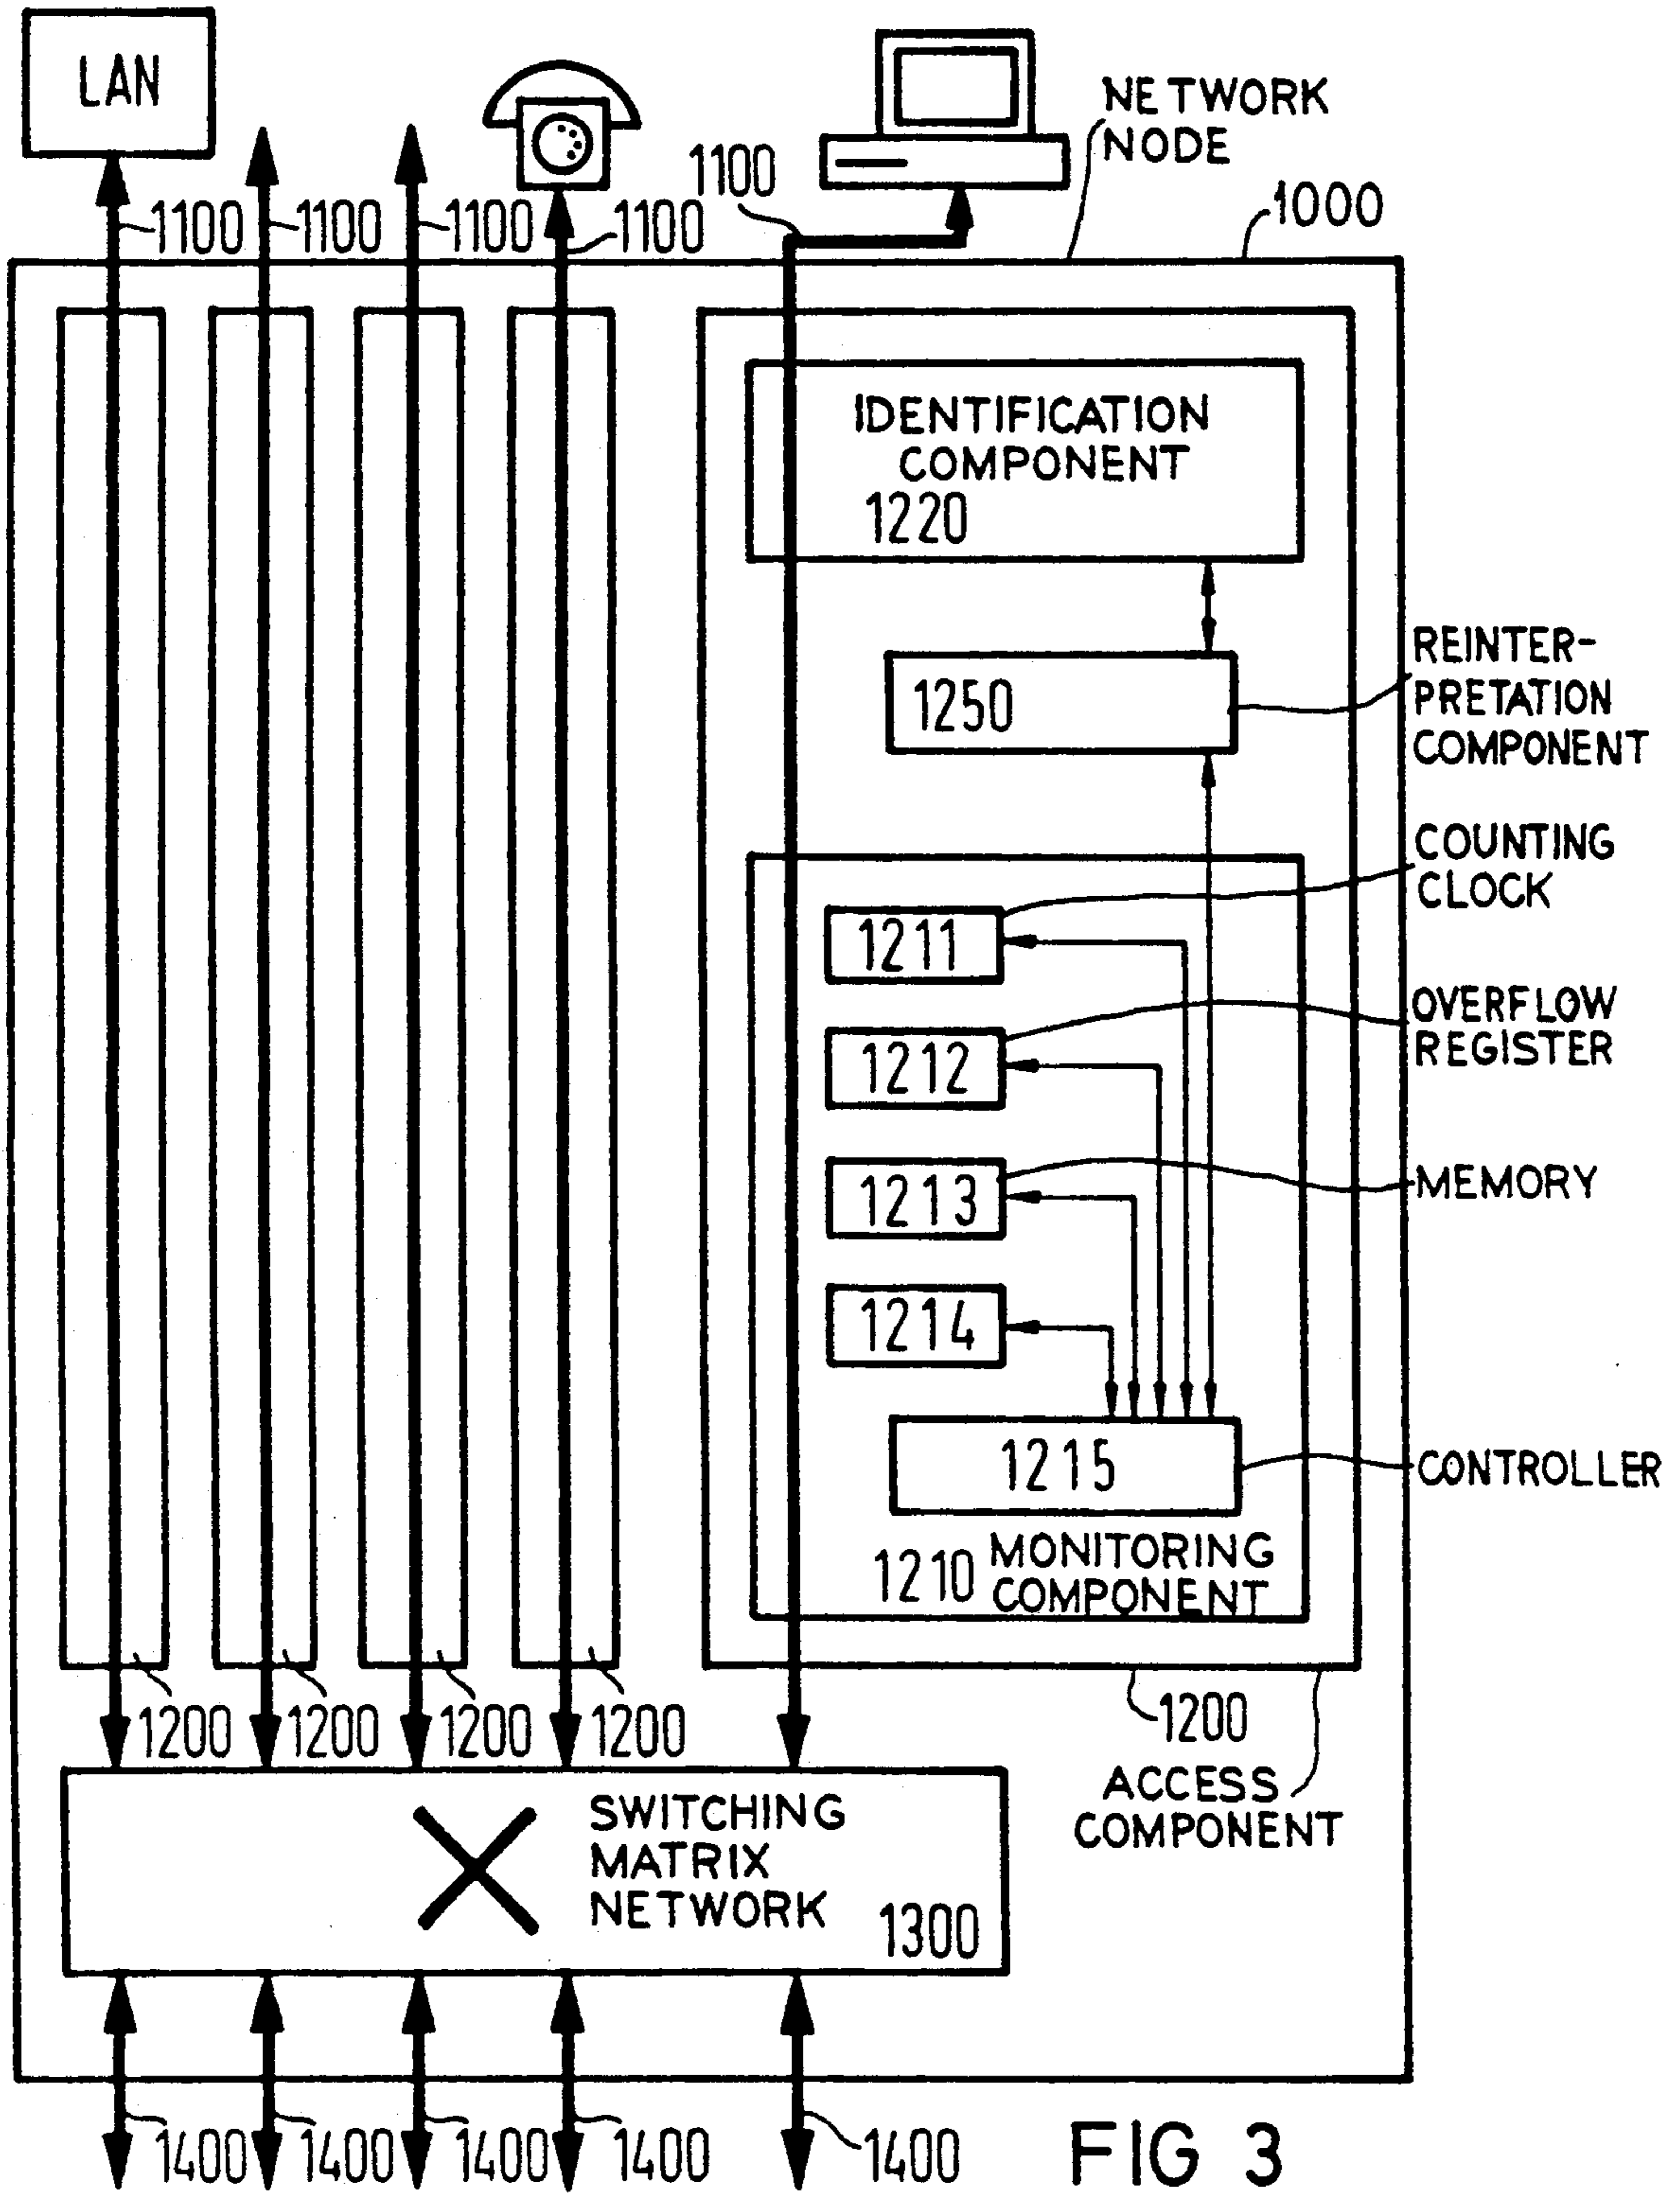 LAN
NETWORK
NODE
1100
1000
1100
1100
1100
1100
IDENTIFICATION
COMPONENT
1220
REINTER-
PRETATION
COMPONENT
1250
COUNTING
CLOCK
1211
OVERFLOW
REGISTER
1212
MEMORY
1213
1214
1215
CONTROLLER
1210 MONITORING
COMPONENT
1200
1200
1200
1200
1200
ACCESS
COMPONENT
SWITCHING
MATRIX
NETWORK
1300
1400
1400
1400
1400
1400
FIG 3